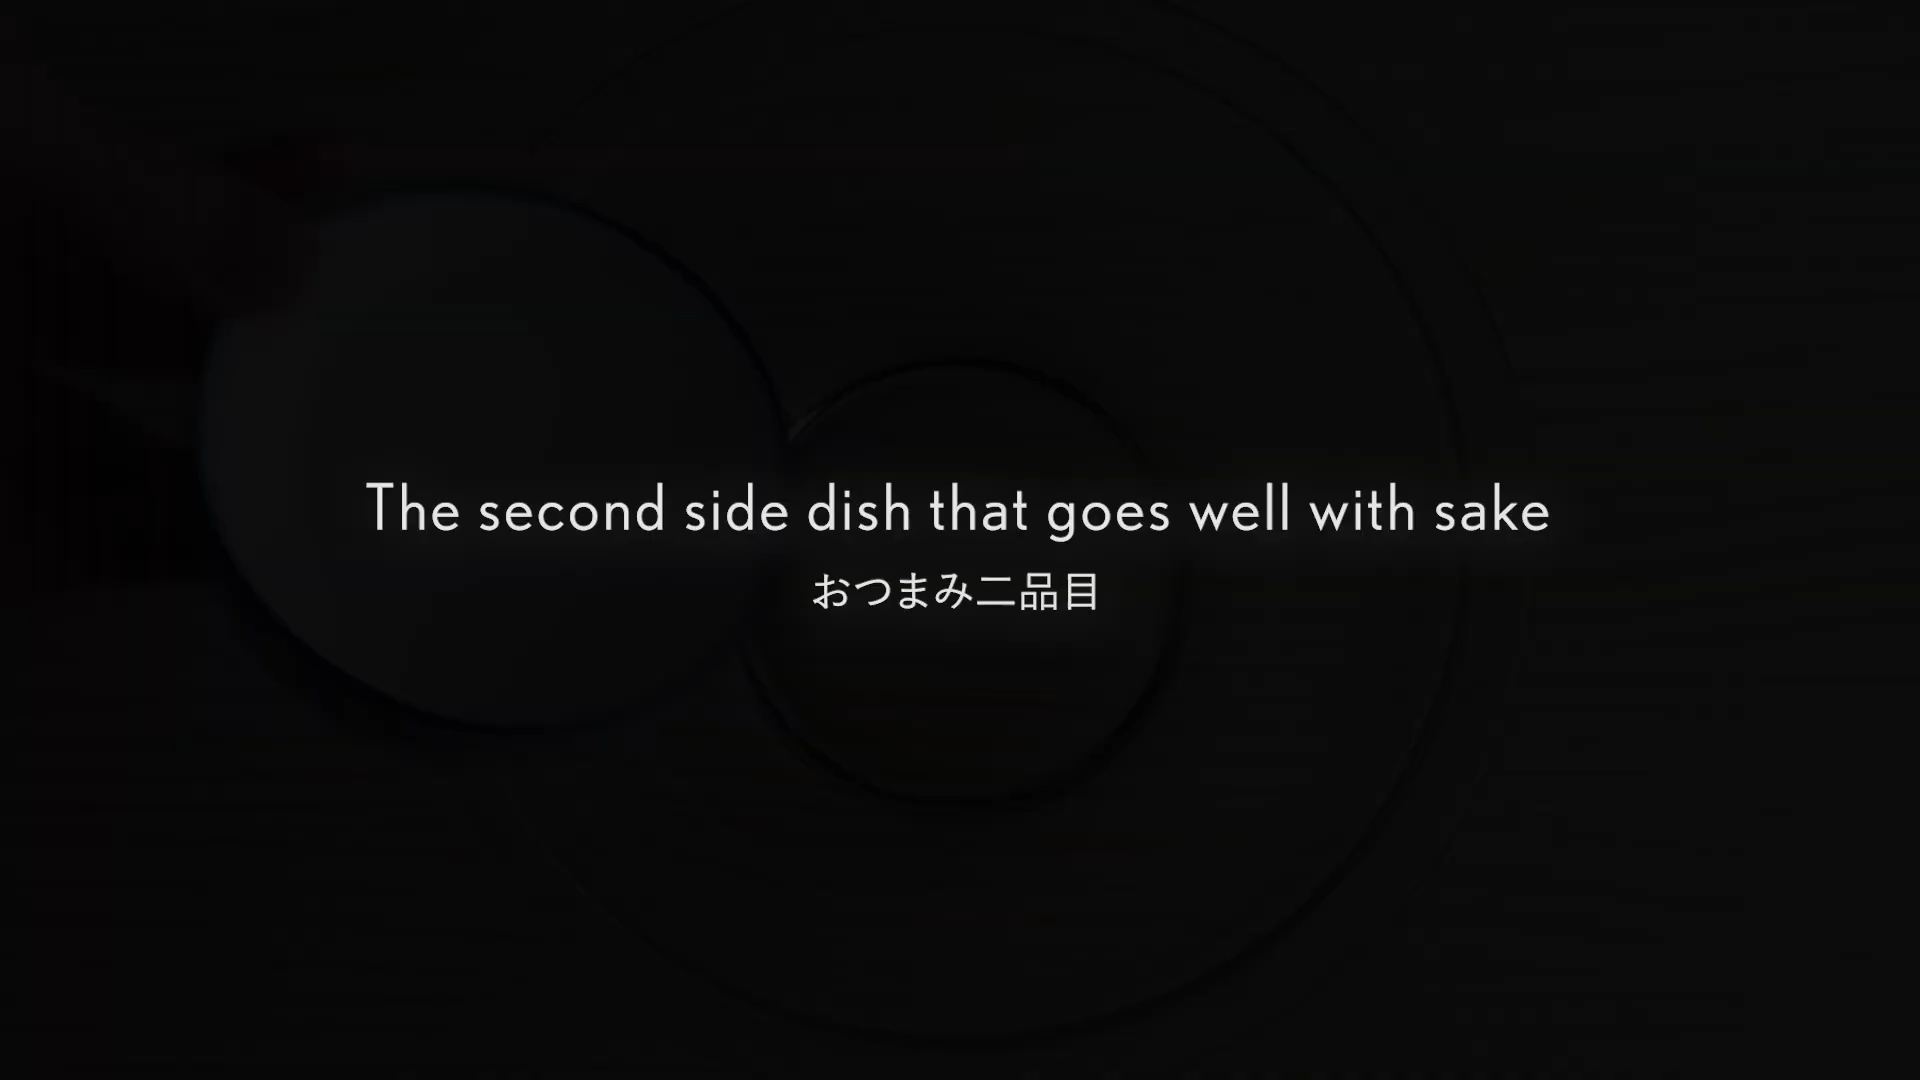 The second side dish that goes well with sake
おつまみ二品目